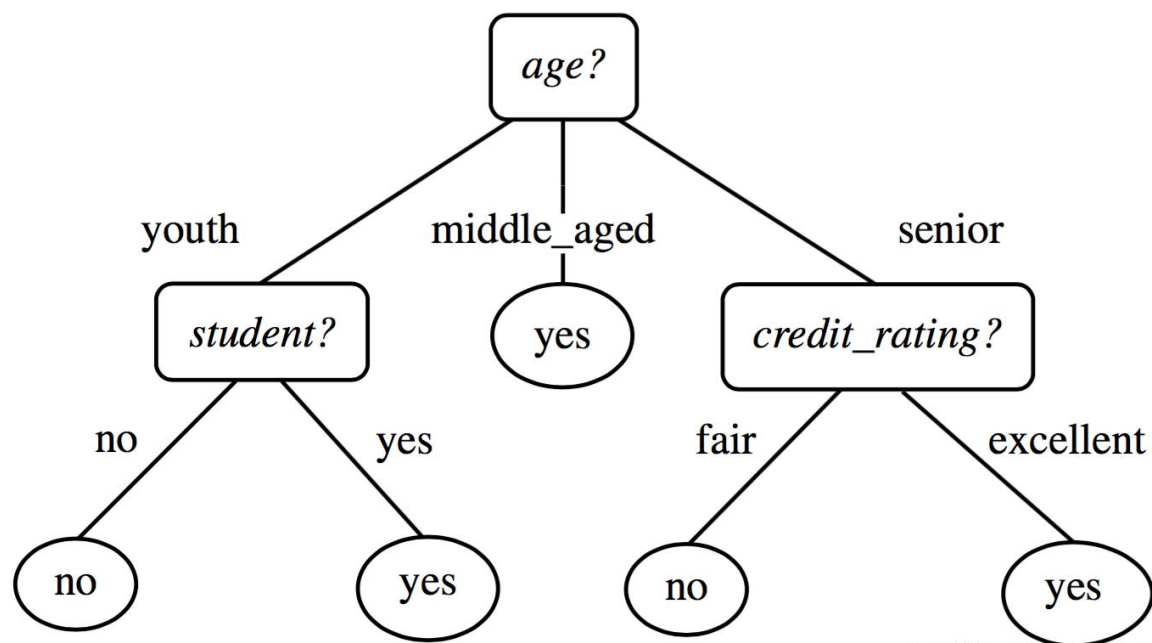 age?
youth
middle_aged
senior
student?
yes
credit_rating?
no
yes
fair
excellent
no
yes
no
yes